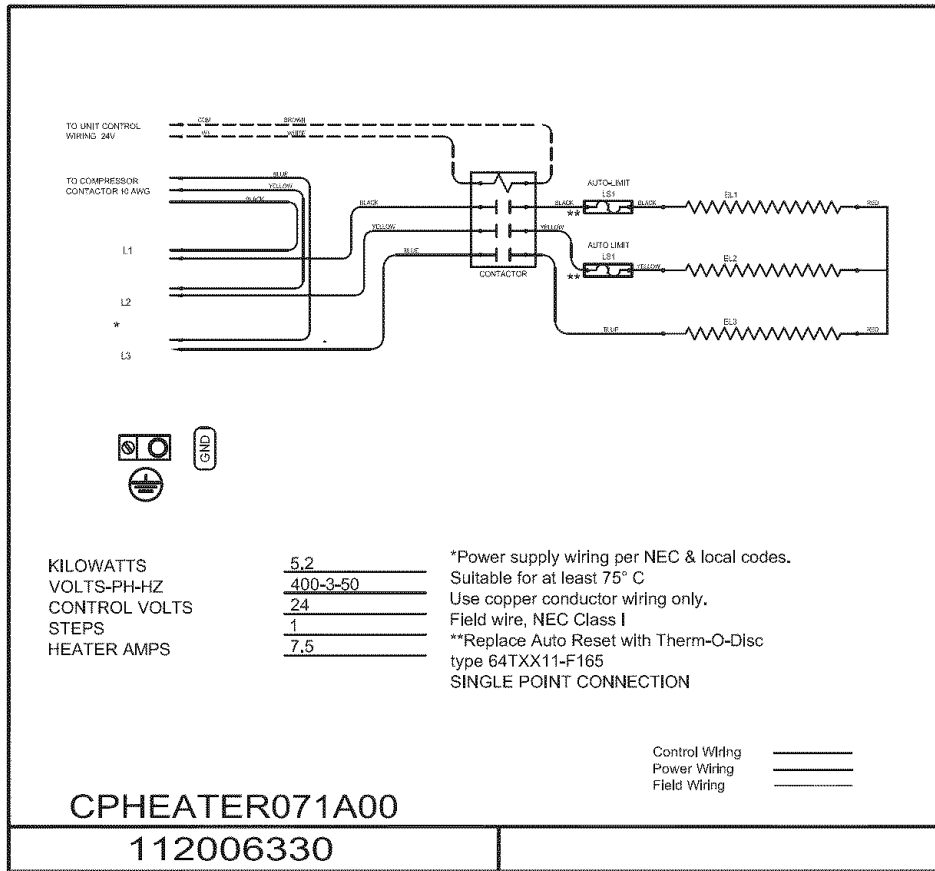 TO UNIT CONTROL
WIRING 24V
COM
BROWN
W1
WHITE
TO COMPRESSOR
CONTACTOR 10 AWG
BLUE
YELLOW
BLACK
L1
L2
*
L3
BLACK
YELLOW
BLUE
CONTACTOR
AUTO-LIMIT
LS1
BLACK
**
BLACK
EL1
RED
AUTO LIMIT
LS1
YELLOW
**
YELLOW
EL2
BLUE
EL3
RED
GND
KILOWATTS 5.2
VOLTS-PH-HZ 400-3-50
CONTROL VOLTS 24
STEPS 1
HEATER AMPS 7.5
*Power supply wiring per NEC & local codes.
Suitable for at least 75° C
Use copper conductor wiring only.
Field wire, NEC Class I
**Replace Auto Reset with Therm-O-Disc
type 64TXX11-F165
SINGLE POINT CONNECTION
Control Wiring
Power Wiring
Field Wiring
CPHEATER071A00
112006330